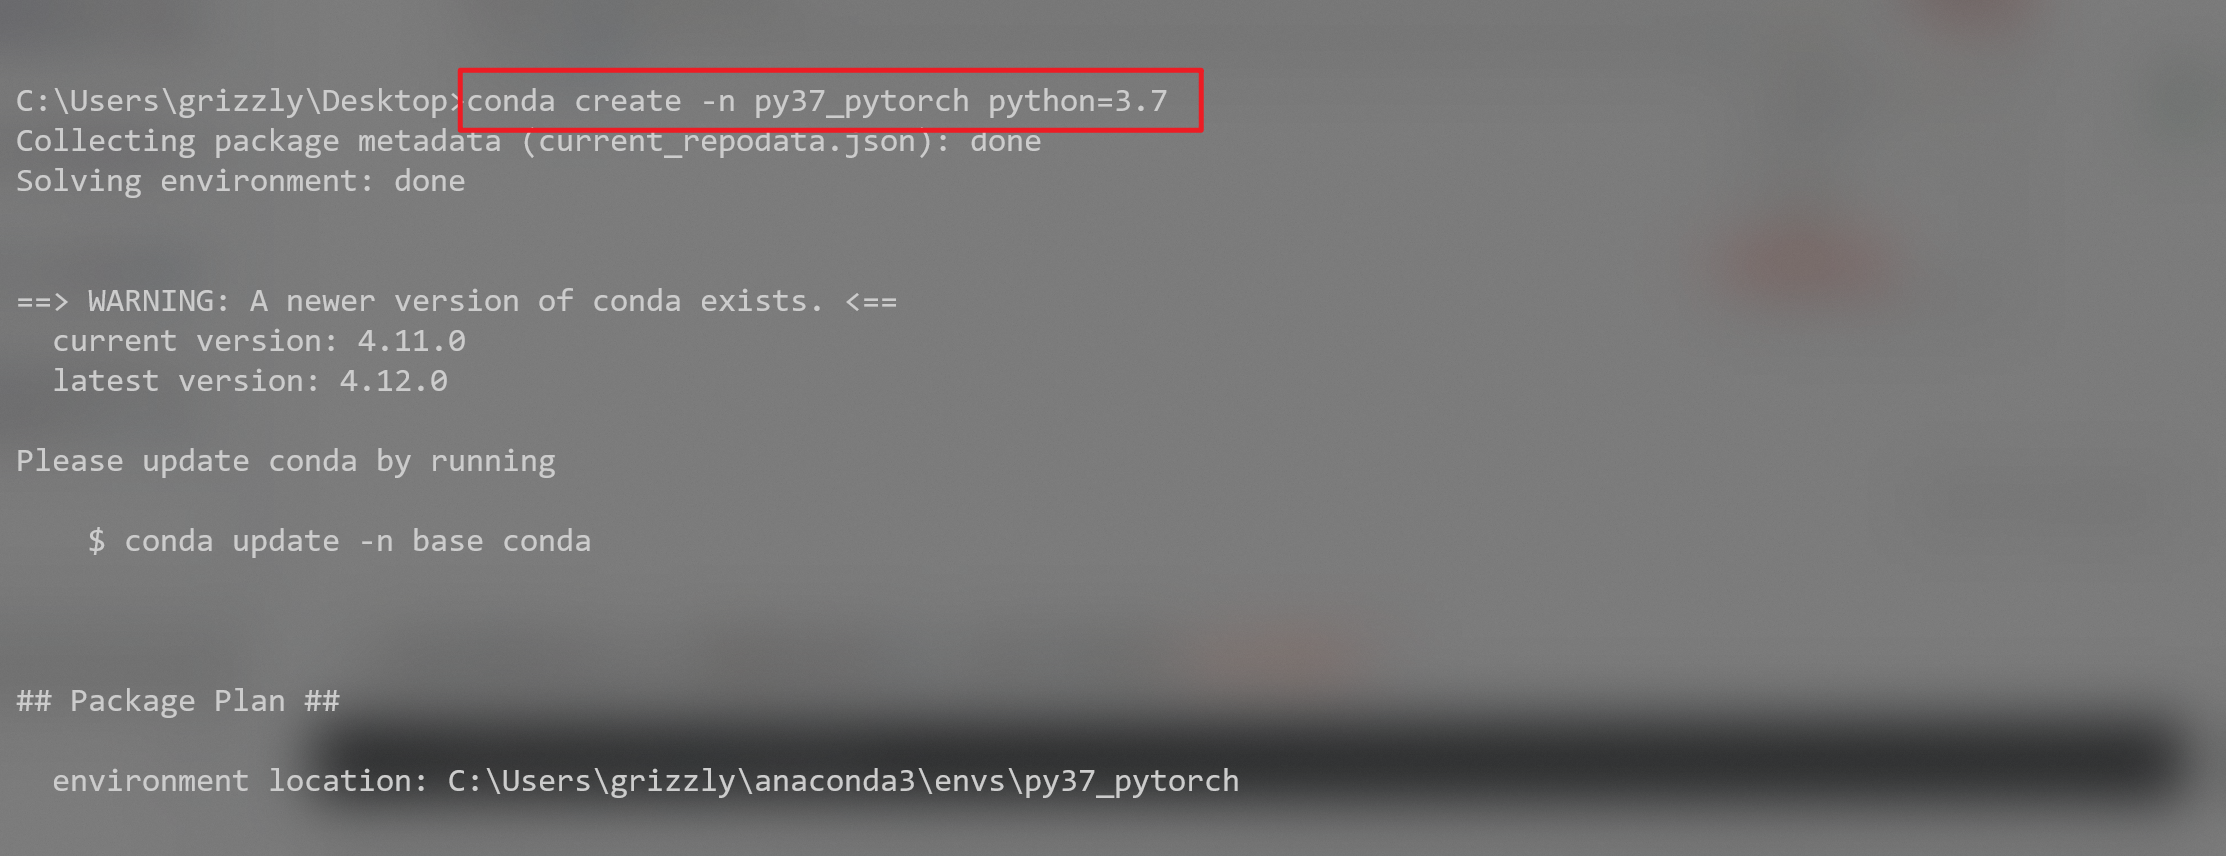 C:\Users\grizzly\Desktop>conda create -n py37_pytorch python=3.7
Collecting package metadata (current_repodata.json): done
Solving environment: done
==> WARNING: A newer version of conda exists. <==
  current version: 4.11.0
  latest version: 4.12.0
Please update conda by running
    $ conda update -n base conda
## Package Plan ##
  environment location: C:\Users\grizzly\anaconda3\envs\py37_pytorch